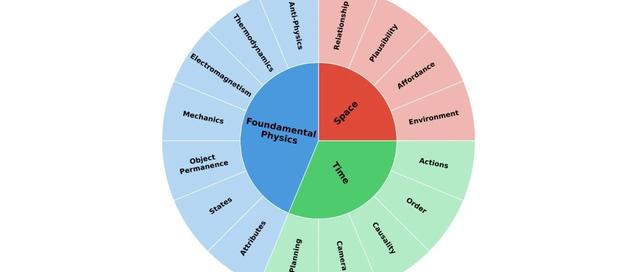 Anti-Physics
Relationship
Thermodynamics
Plausibility
Electromagnetism
Affordance
Mechanics
Environment
Foundamental
Physics
Space
Time
Object
Permanence
Actions
States
Order
Attributes
Causality
Planning
Camera